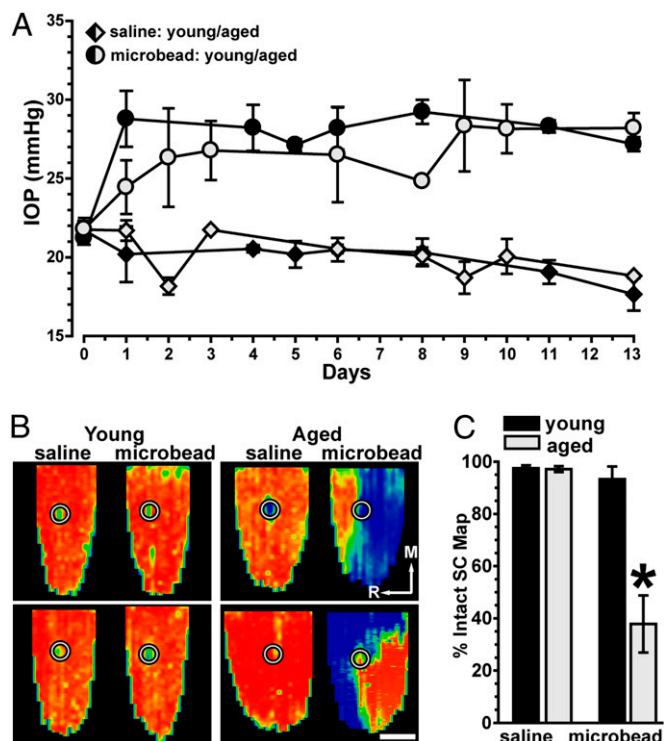 A
saline: young/aged
microbead: young/aged
IOP (mmHg)
35
30
25
20
15
0 1 2 3 4 5 6 7 8 9 10 11 12 13
Days
B
Young Aged
saline microbead saline microbead
M
R
C
young
aged
% Intact SC Map
100
80
60
40
20
0
*
saline microbead